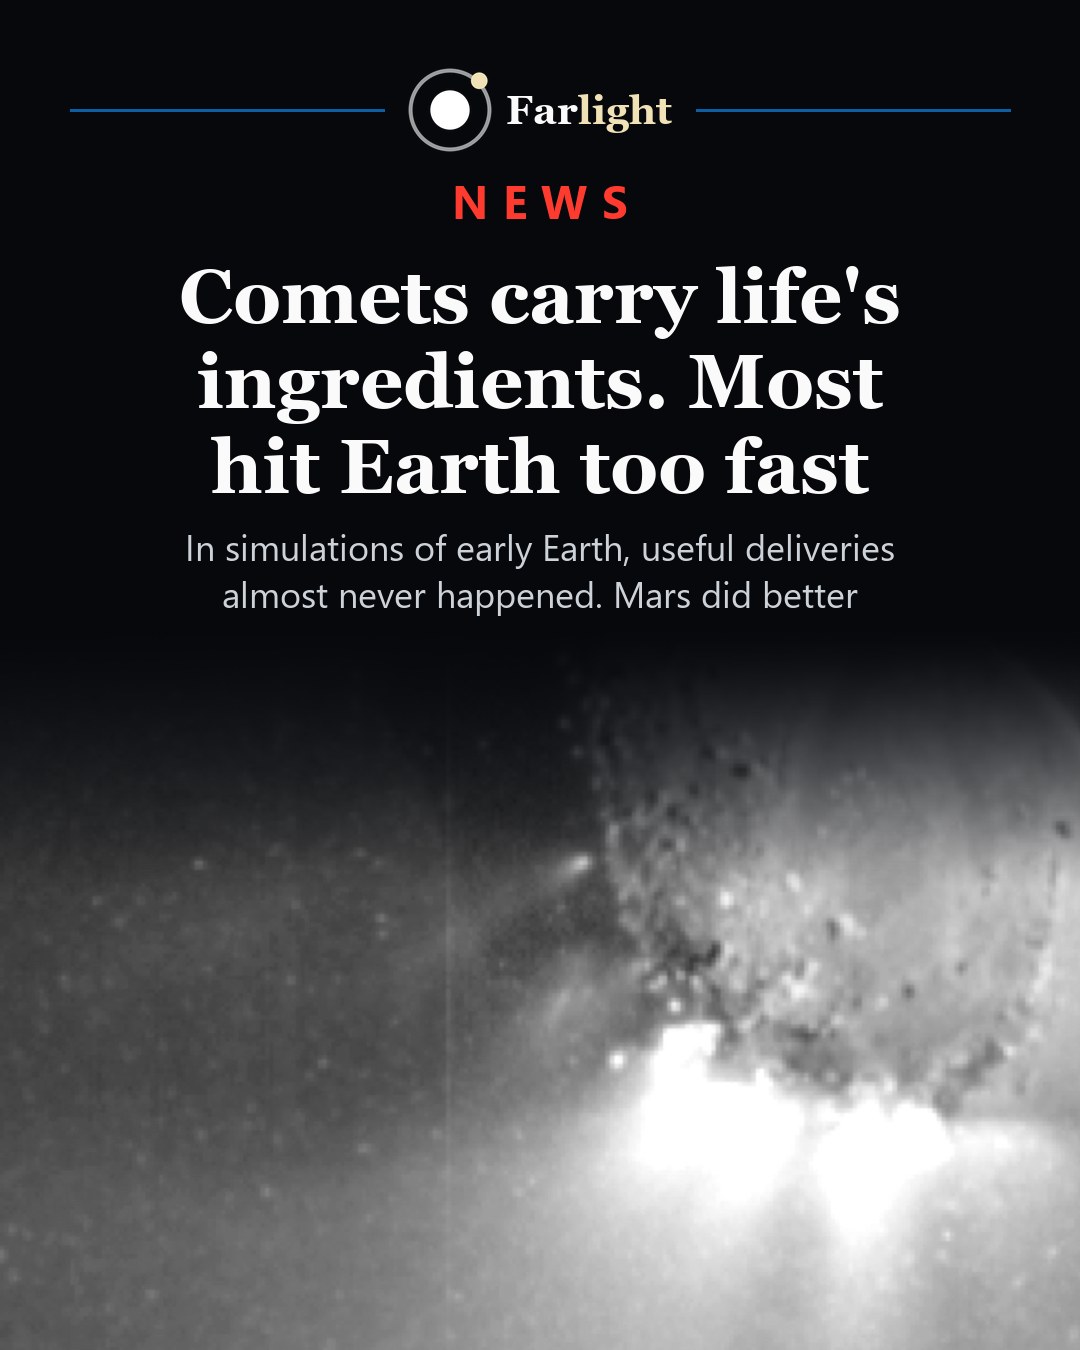 Farlight
NEWS
Comets carry life's
ingredients. Most
hit Earth too fast
In simulations of early Earth, useful deliveries
almost never happened. Mars did better